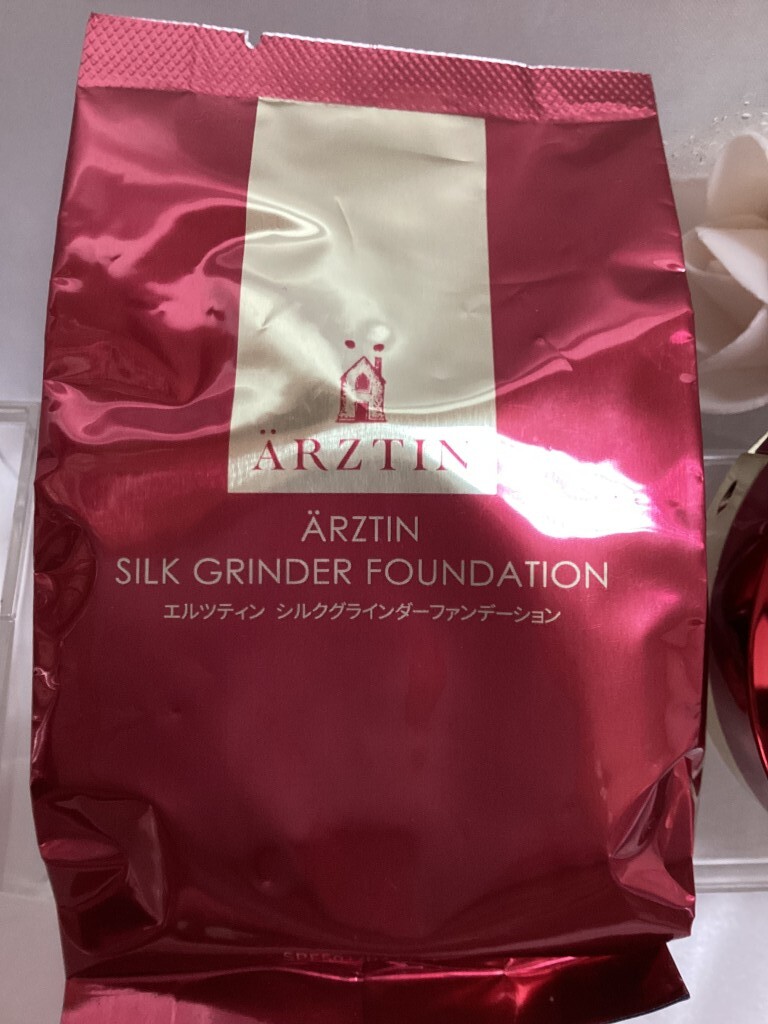 ÄRZTIN
ÄRZTIN
SILK GRINDER FOUNDATION
エルツティン シルクグラインダーファンデーション